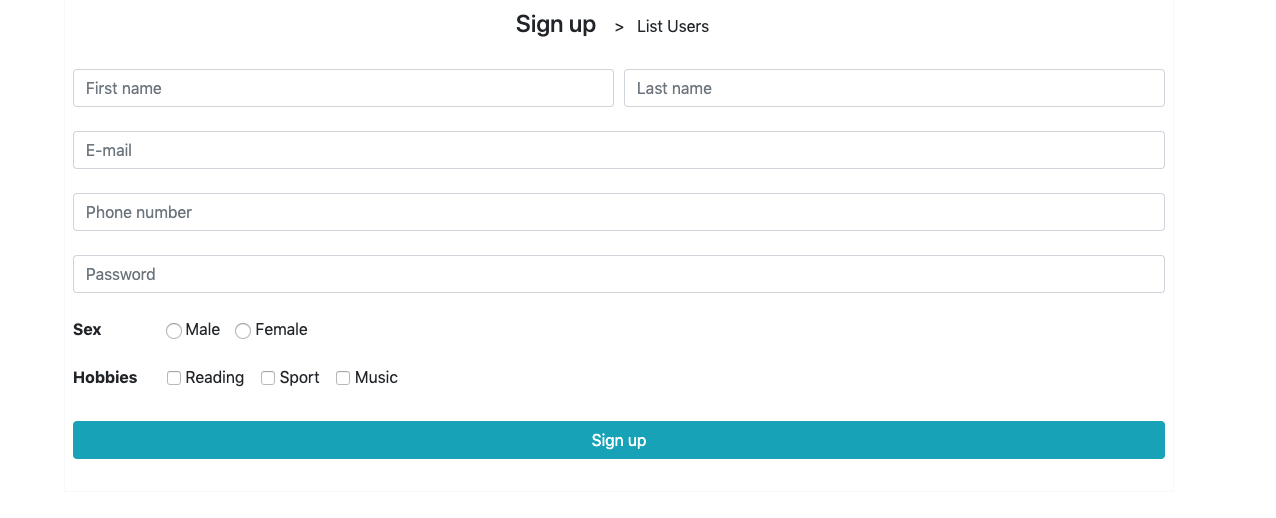 Sign up > List Users
First name Last name
E-mail
Phone number
Password
Sex Male Female
Hobbies Reading Sport Music
Sign up